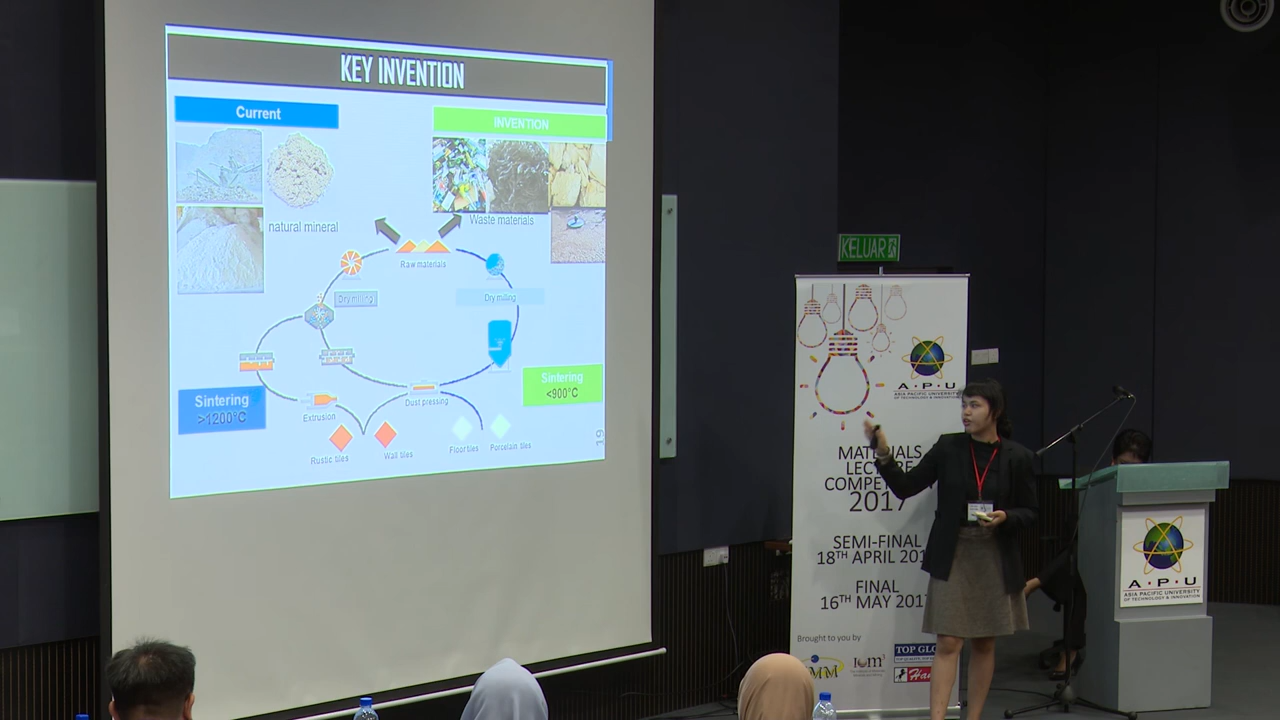 KEY INVENTION
Current
INVENTION
natural mineral
Waste materials
Raw materials
Dry milling
Dry milling
Sintering
>1200°C
Sintering
<900°C
Extrusion
Dust pressing
Rustic tiles
Wall tiles
Floor tiles
Porcelain tiles
19
KELUAR
A·P·U
ASIA PACIFIC UNIVERSITY
OF TECHNOLOGY & INNOVATION
MATERIALS
LECTURE
2017
SEMI-FINAL
18TH APRIL 201
FINAL
16TH MAY 201
Brought to you by
IOM3
TOP GLO
A·P·U
ASIA PACIFIC UNIVERSITY
OF TECHNOLOGY & INNOVATION